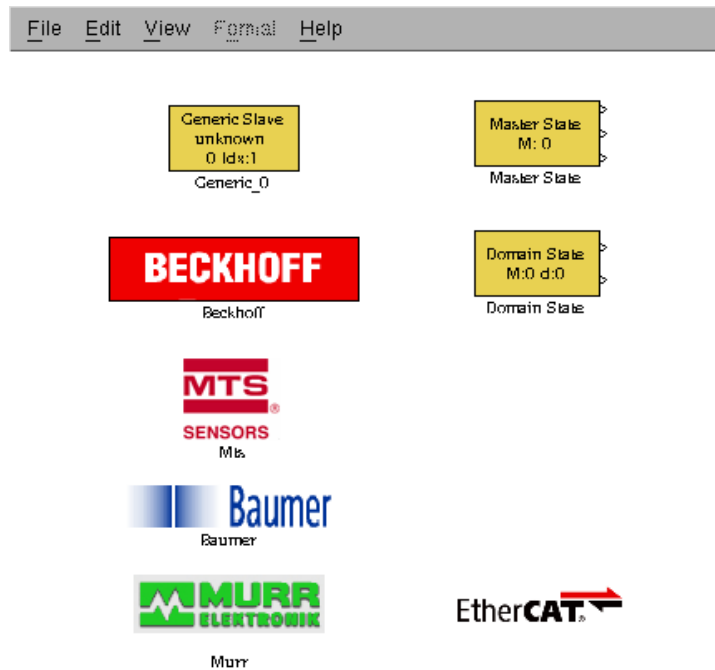 File Edit View Format Help
Generic Slave
unknown
0 Idx:1
Generic_0
Master State
M: 0
Master State
BECKHOFF
Beckhoff
Domain State
M:0 d:0
Domain State
MTS
®
SENSORS
Mts
Baumer
Baumer
MURR
ELEKTRONIK
Murr
EtherCAT®